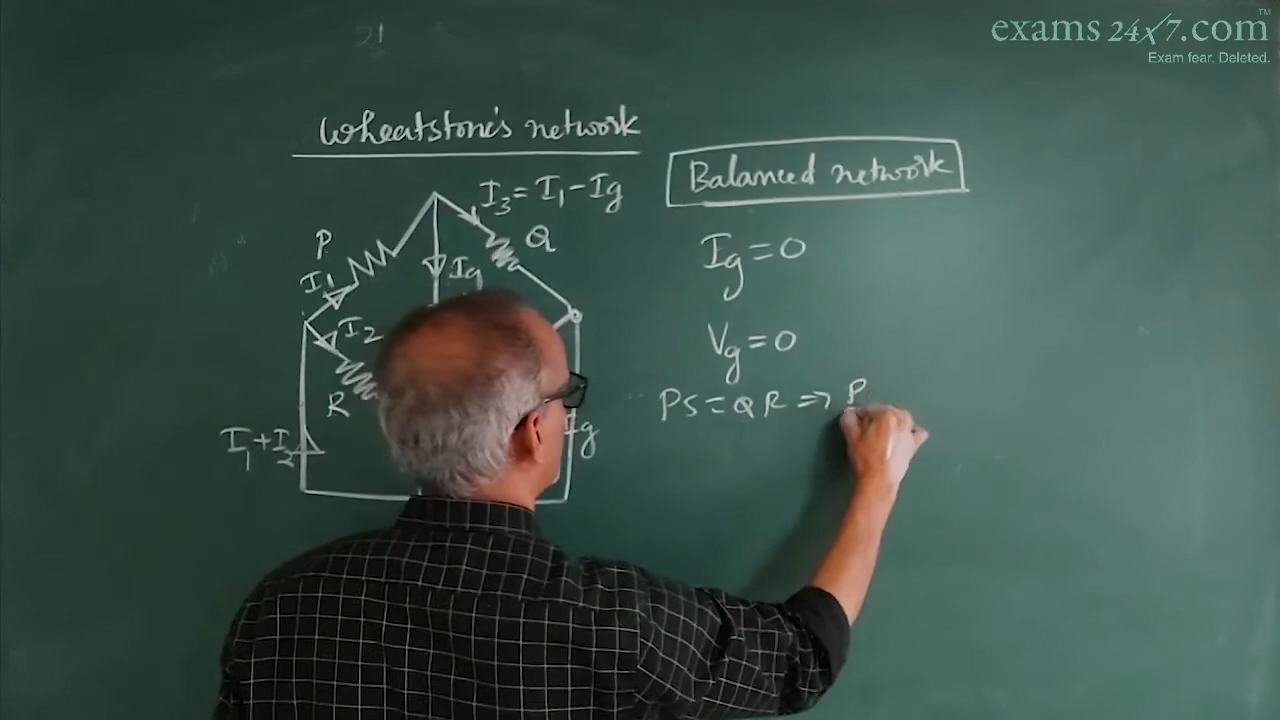 exams 24x7.com™
Exam fear. Deleted.
Wheatstone's network
Balanced network
I₃ = I₁ - Ig
P
Q
I₁
Ig
I₂
R
I₁ + I₂
Ig = 0
Vg = 0
PS = QR => P
Ig